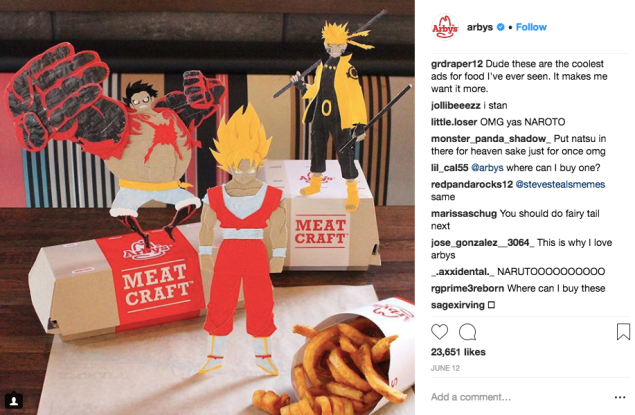 Arby's
MEAT
CRAFT™
MEAT
CRAFT™
Arby's
arbys • Follow
grdraper12 Dude these are the coolest
ads for food I've ever seen. It makes me
want it more.
jollibeeezz i stan
little.loser OMG yas NAROTO
monster_panda_shadow_ Put natsu in
there for heaven sake just for once omg
lil_cal55 @arbys where can I buy one?
redpandarocks12 @stevestealsmemes
same
marissaschug You should do fairy tail
next
jose_gonzalez__3064_ This is why I love
arbys
_.axxidental._ NARUTOOOOOOOOOO
rgprime3reborn Where can I buy these
sagexirving
23,651 likes
JUNE 12
Add a comment...